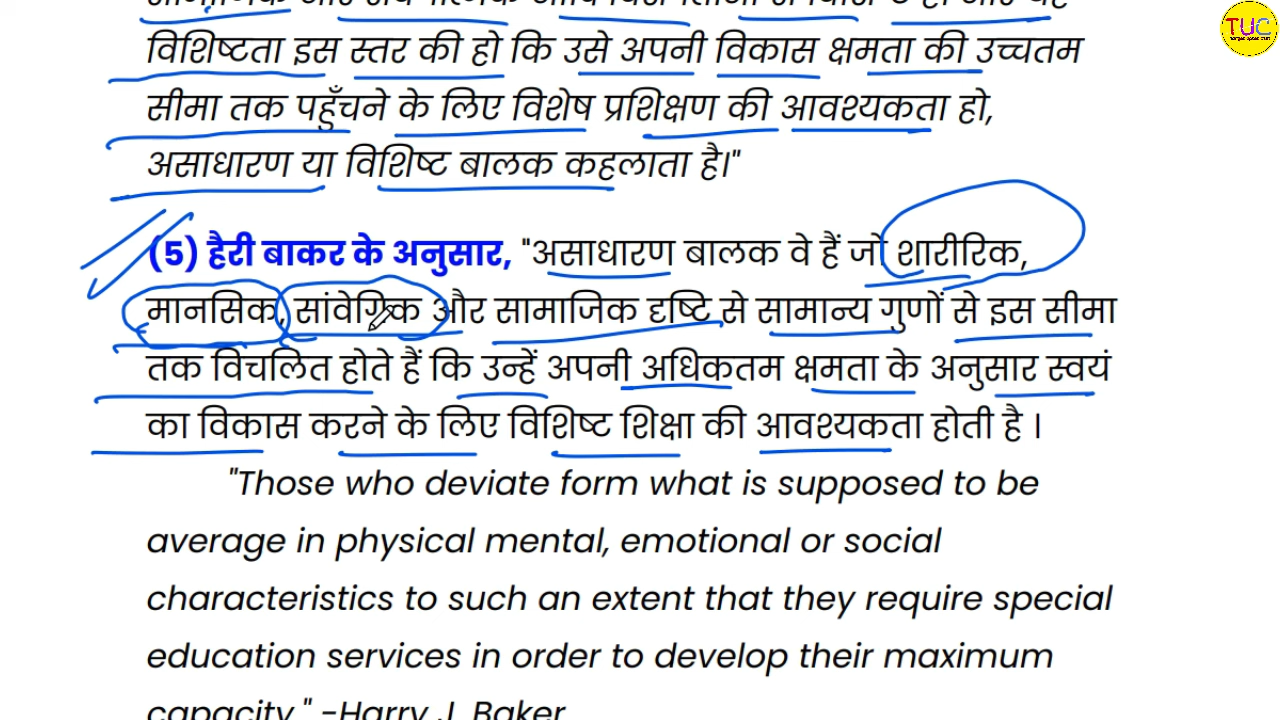 सामाजिक और
TUC
विशिष्टता इस स्तर की हो कि उसे अपनी विकास क्षमता की उच्चतम
सीमा तक पहुँचने के लिए विशेष प्रशिक्षण की आवश्यकता हो,
असाधारण या विशिष्ट बालक कहलाता है।"
(5) हैरी बाकर के अनुसार, "असाधारण बालक वे हैं जो शारीरिक,
मानसिक, सांवेगिक और सामाजिक दृष्टि से सामान्य गुणों से इस सीमा
तक विचलित होते हैं कि उन्हें अपनी अधिकतम क्षमता के अनुसार स्वयं
का विकास करने के लिए विशिष्ट शिक्षा की आवश्यकता होती है ।
"Those who deviate form what is supposed to be
average in physical mental, emotional or social
characteristics to such an extent that they require special
education services in order to develop their maximum
capacity." -Harry J. Baker